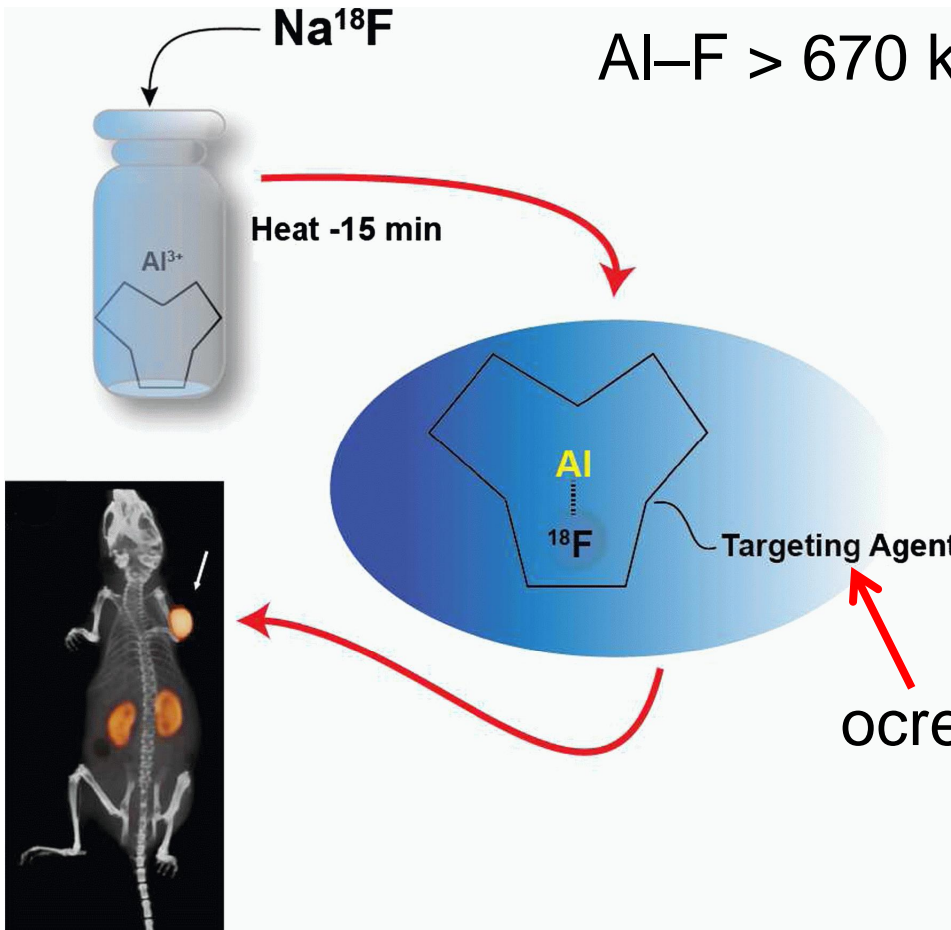 Na¹⁸F
Al–F > 670 k
Heat -15 min
Al³⁺
Al
¹⁸F
Targeting Agent
ocre